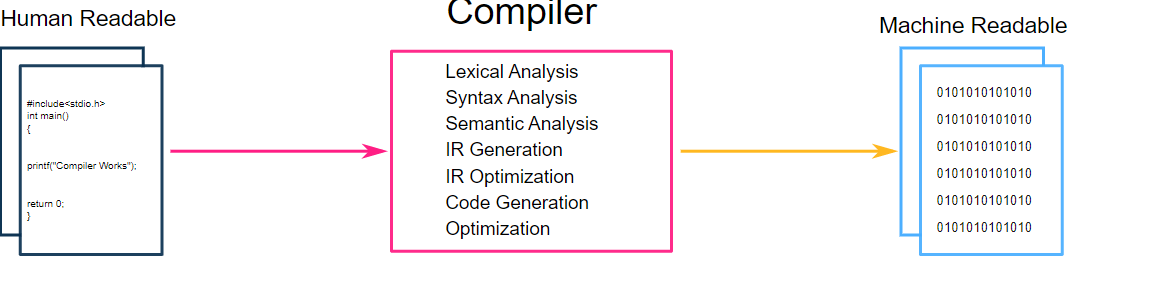 Human Readable
#include<stdio.h>
int main()
{
printf("Compiler Works");
return 0;
}
Compiler
Lexical Analysis
Syntax Analysis
Semantic Analysis
IR Generation
IR Optimization
Code Generation
Optimization
Machine Readable
0101010101010
0101010101010
0101010101010
0101010101010
0101010101010
0101010101010